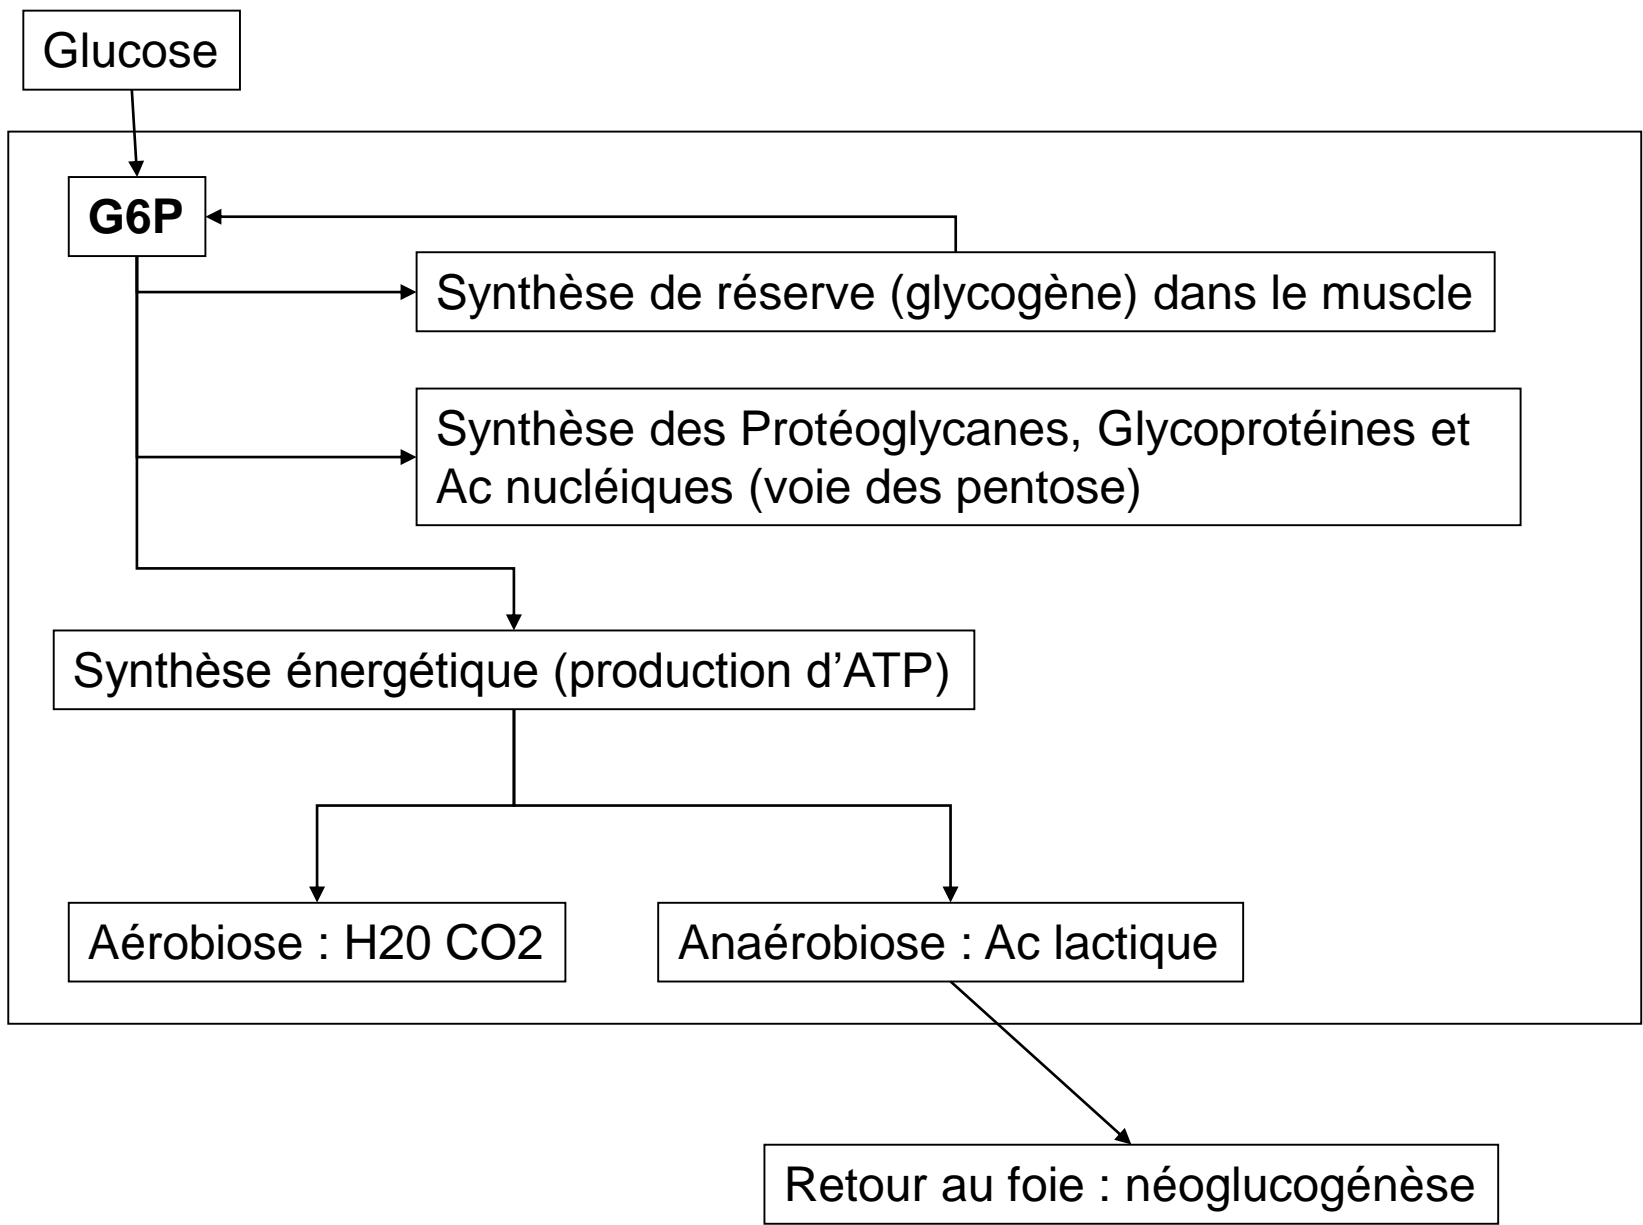 Glucose
G6P
Synthèse de réserve (glycogène) dans le muscle
Synthèse des Protéoglycanes, Glycoprotéines et
Ac nucléiques (voie des pentose)
Synthèse énergétique (production d’ATP)
Aérobiose : H20 CO2
Anaérobiose : Ac lactique
Retour au foie : néoglucogénèse